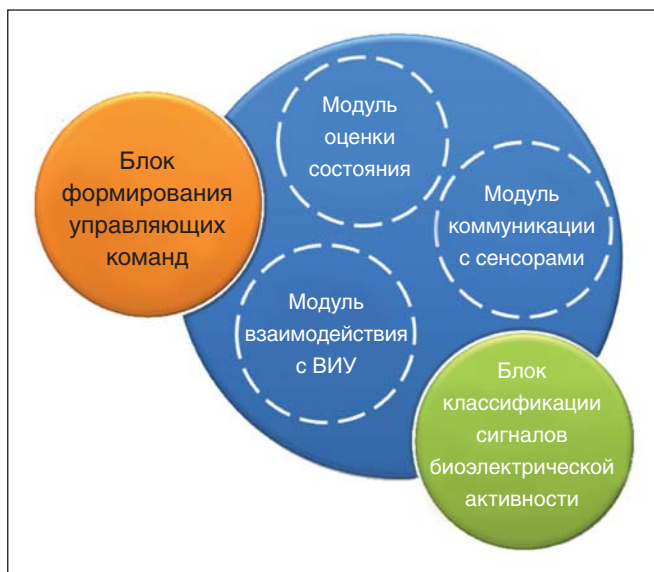 Блок
формирования
управляющих
команд
Модуль
оценки
состояния
Модуль
коммуникации
с сенсорами
Модуль
взаимодействия
с ВИУ
Блок
классификации
сигналов
биоэлектрической
активности